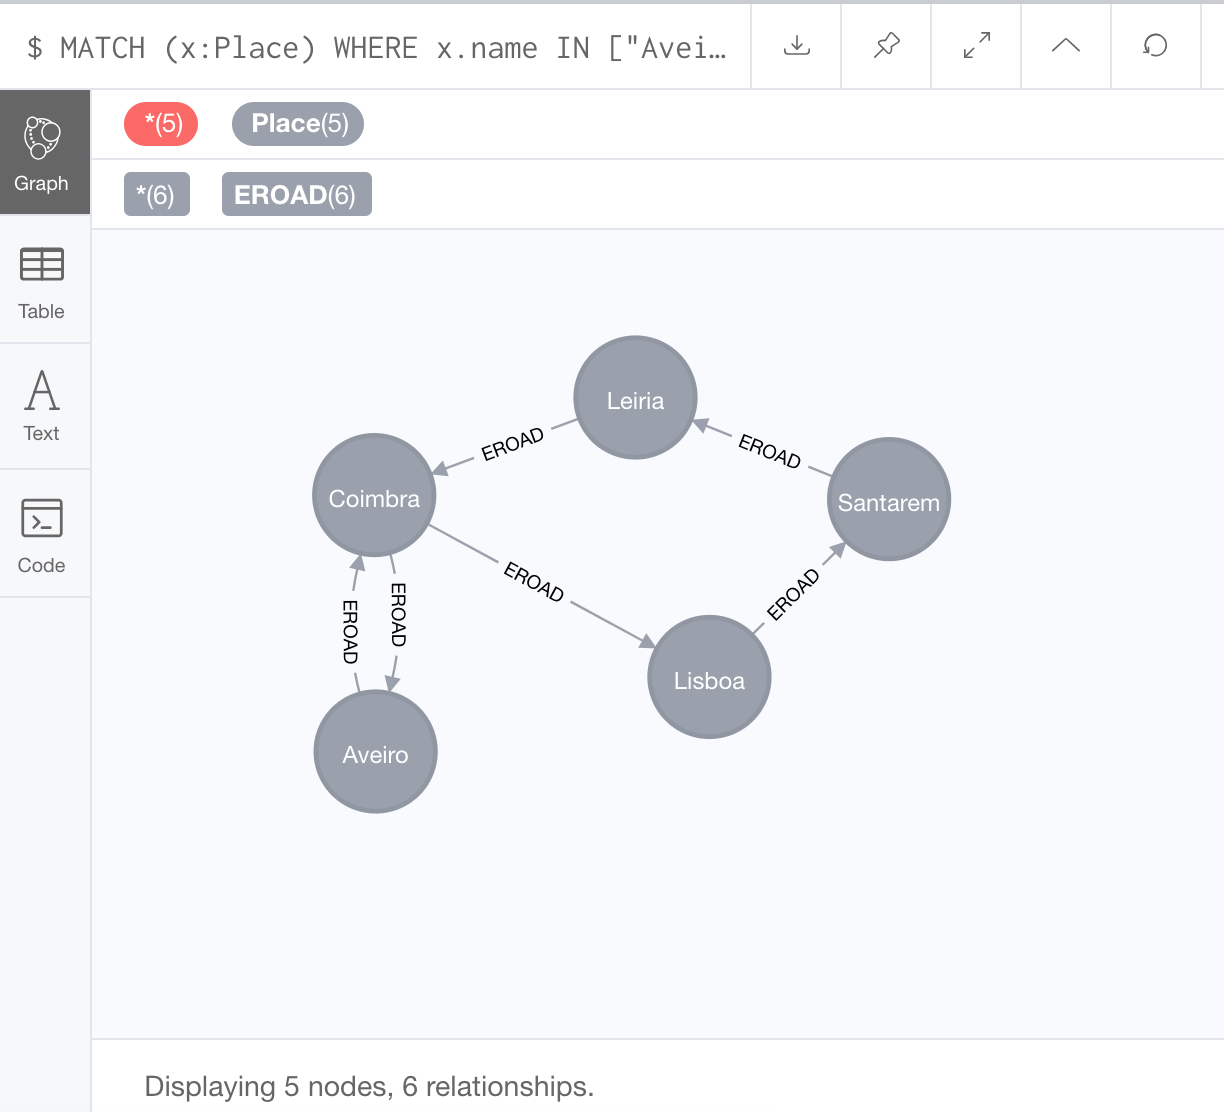 $ MATCH (x:Place) WHERE x.name IN ["Avei…
*(5) Place(5)
*(6) EROAD(6)
Graph
Table
Text
Code
Leiria
EROAD
EROAD
Coimbra
Santarem
EROAD
EROAD
EROAD
EROAD
Lisboa
Aveiro
Displaying 5 nodes, 6 relationships.